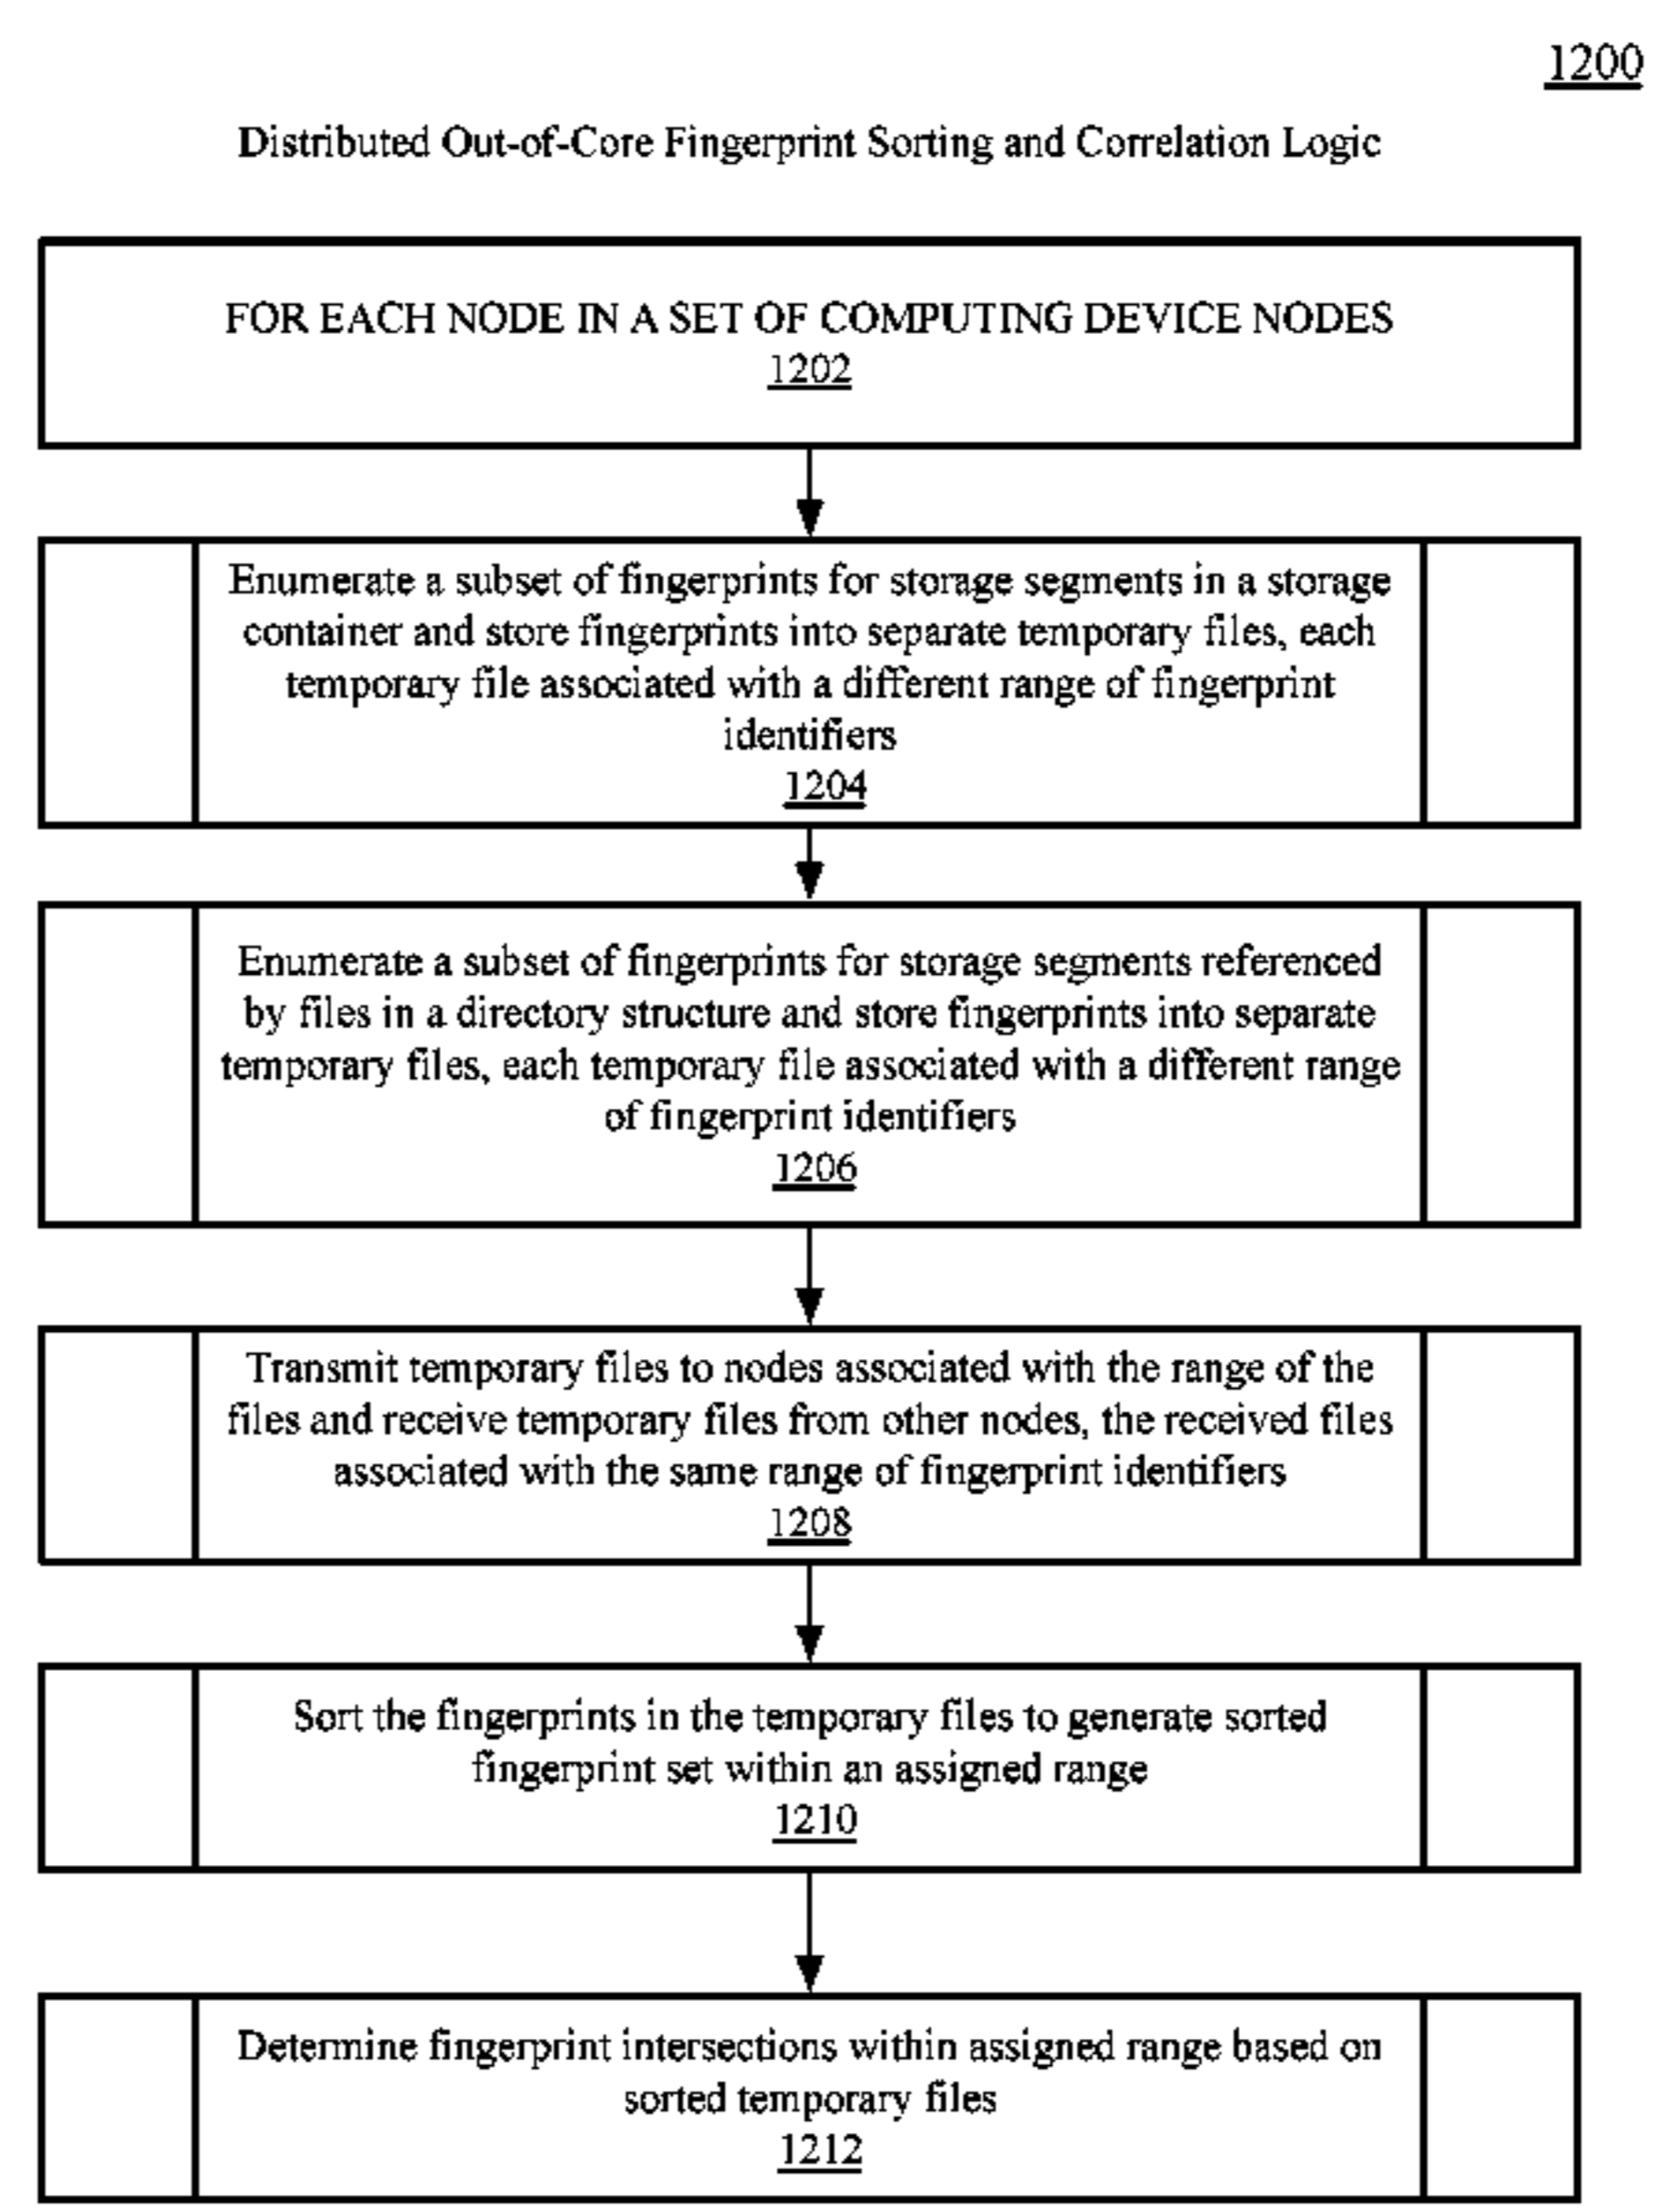 1200
Distributed Out-of-Core Fingerprint Sorting and Correlation Logic
FOR EACH NODE IN A SET OF COMPUTING DEVICE NODES
1202
Enumerate a subset of fingerprints for storage segments in a storage
container and store fingerprints into separate temporary files, each
temporary file associated with a different range of fingerprint
identifiers
1204
Enumerate a subset of fingerprints for storage segments referenced
by files in a directory structure and store fingerprints into separate
temporary files, each temporary file associated with a different range
of fingerprint identifiers
1206
Transmit temporary files to nodes associated with the range of the
files and receive temporary files from other nodes, the received files
associated with the same range of fingerprint identifiers
1208
Sort the fingerprints in the temporary files to generate sorted
fingerprint set within an assigned range
1210
Determine fingerprint intersections within assigned range based on
sorted temporary files
1212